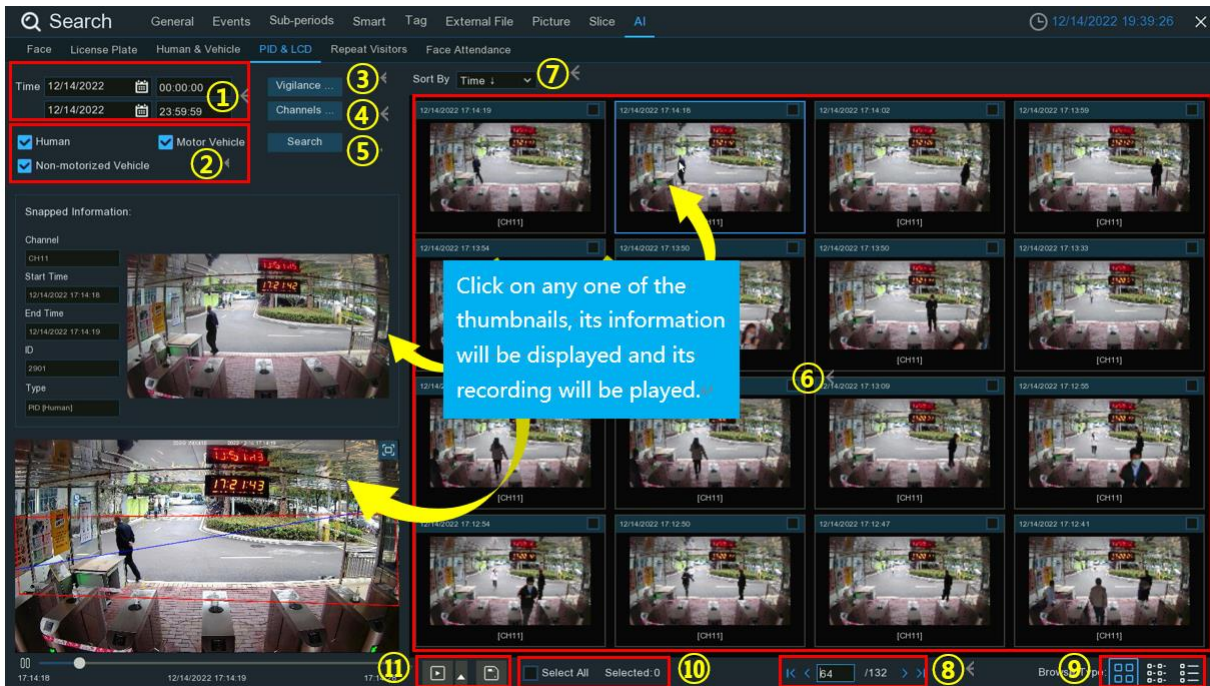 Search General Events Sub-periods Smart Tag External File Picture Slice AI 12/14/2022 19:39:26
Face License Plate Human & Vehicle PID & LCD Repeat Visitors Face Attendance
Time 12/14/2022 00:00:00 ①
12/14/2022 23:59:59
Vigilance ... ③
Channels ... ④
Search ⑤
Sort By Time ↓ ⑦
Human Motor Vehicle
Non-motorized Vehicle ②
Snapped Information:
Channel
CH11
Start Time
12/14/2022 17:14:18
End Time
12/14/2022 17:14:19
ID
2901
Type
PID [Human]
17:21:42
17:21:43
12/14/2022 17:14:19 12/14/2022 17:14:18 12/14/2022 17:14:02 12/14/2022 17:13:59
[CH11] [CH11] [CH11]
12/14/2022 17:13:54 12/14/2022 17:13:50 12/14/2022 17:13:50 12/14/2022 17:13:33
[CH11] [CH11]
Click on any one of the
thumbnails, its information
will be displayed and its
recording will be played.
⑥
12/14/2022 17:13:09 12/14/2022 17:12:55
[CH11] [CH11] [CH11] [CH11]
12/14/2022 17:12:54 12/14/2022 17:12:50 12/14/2022 17:12:47 12/14/2022 17:12:41
[CH11] [CH11] [CH11] [CH11]
17:14:18 12/14/2022 17:14:19
⑪ Select All Selected:0 ⑩ 64 /132 ⑧ ⑨